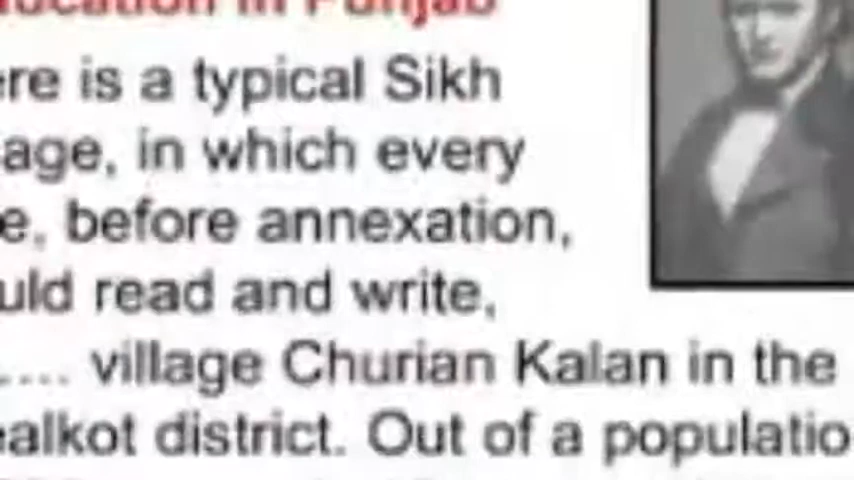 ucation in Punjab
ere is a typical Sikh
age, in which every
e, before annexation,
uld read and write,
.... village Churian Kalan in the
ealkot district. Out of a populatio